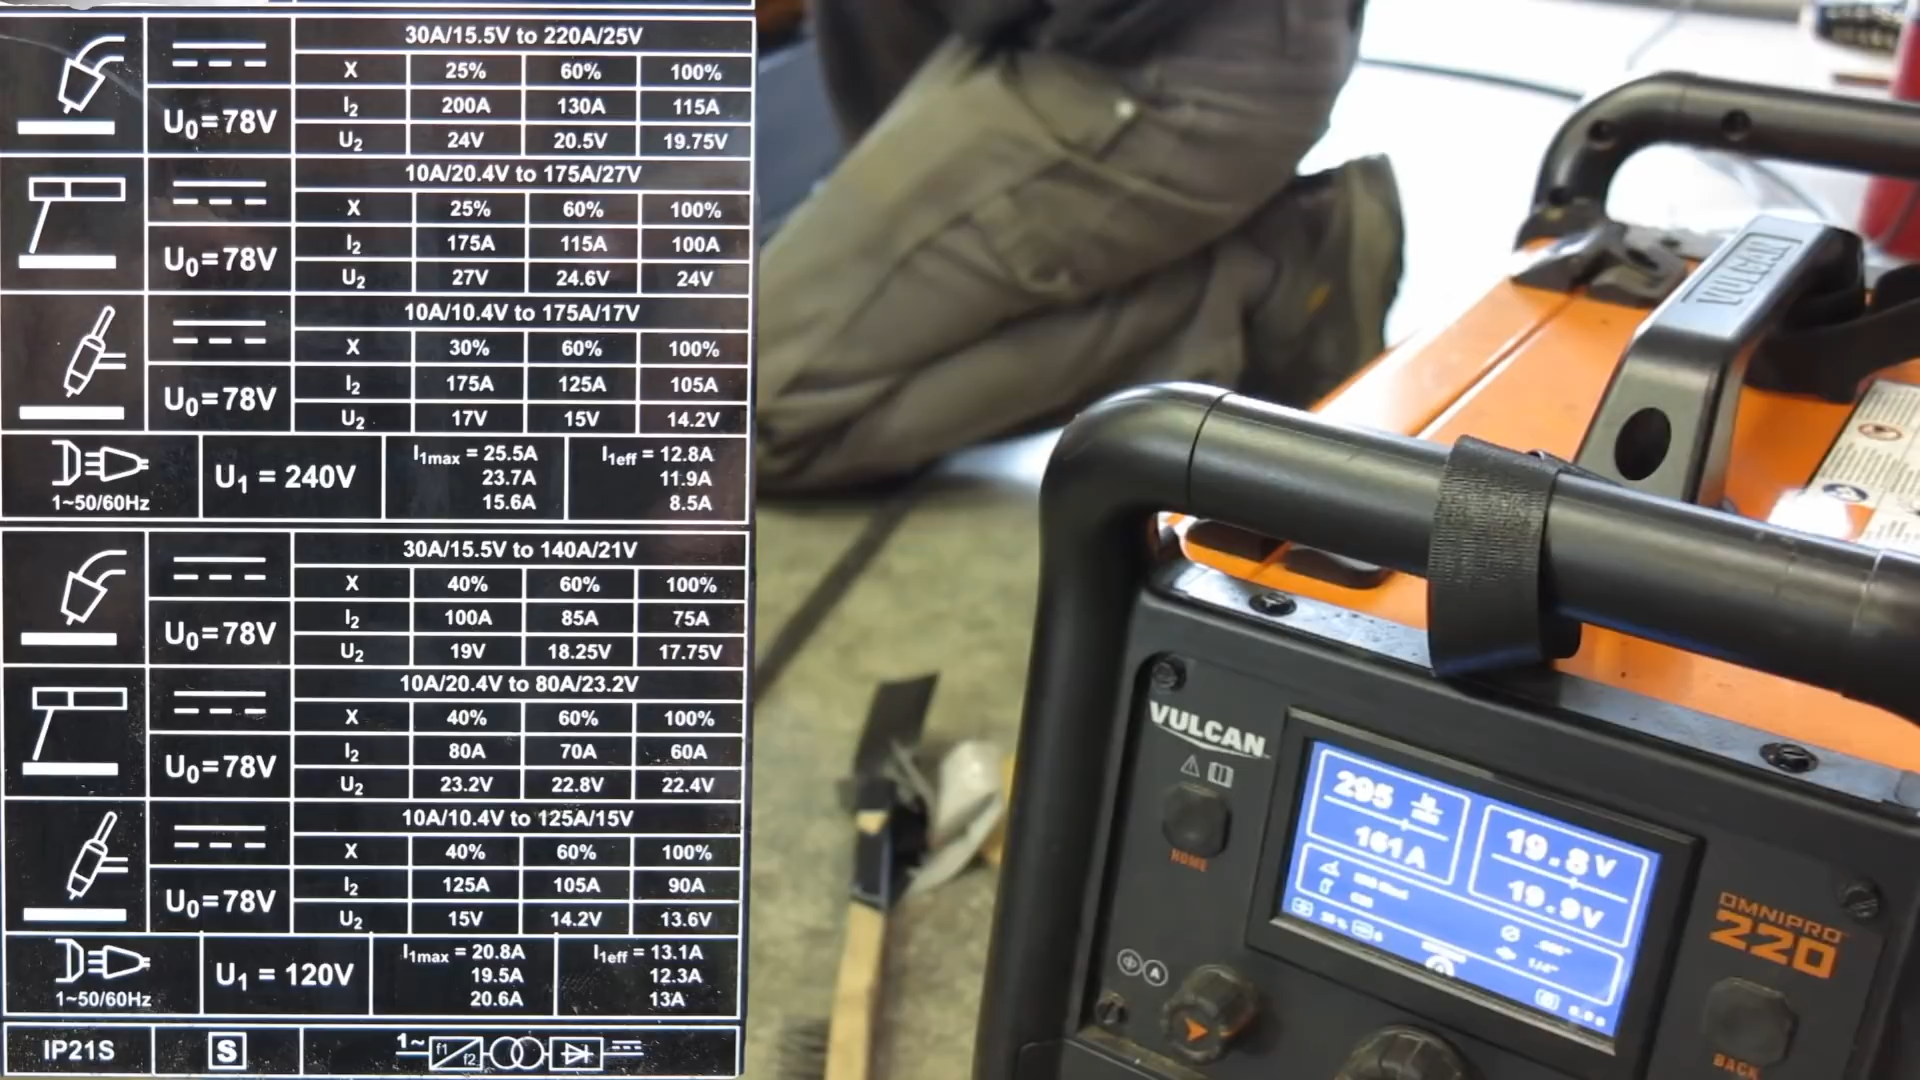 30A/15.5V to 220A/25V
X 25% 60% 100%
U0=78V
I2 200A 130A 115A
U2 24V 20.5V 19.75V
10A/20.4V to 175A/27V
X 25% 60% 100%
U0=78V
I2 175A 115A 100A
U2 27V 24.6V 24V
10A/10.4V to 175A/17V
X 30% 60% 100%
U0=78V
I2 175A 125A 105A
U2 17V 15V 14.2V
1~50/60Hz
U1 = 240V
I1max = 25.5A
23.7A
15.6A
I1eff = 12.8A
11.9A
8.5A
30A/15.5V to 140A/21V
X 40% 60% 100%
U0=78V
I2 100A 85A 75A
U2 19V 18.25V 17.75V
10A/20.4V to 80A/23.2V
X 40% 60% 100%
U0=78V
I2 80A 70A 60A
U2 23.2V 22.8V 22.4V
10A/10.4V to 125A/15V
X 40% 60% 100%
U0=78V
I2 125A 105A 90A
U2 15V 14.2V 13.6V
1~50/60Hz
U1 = 120V
I1max = 20.8A
19.5A
20.6A
I1eff = 13.1A
12.3A
13A
IP21S
S
1~ f1 f2
VULCAN
VULCAN
HOME
295
161A
19.8V
19.9V
1/4"
A
OMNIPRO
220
BACK